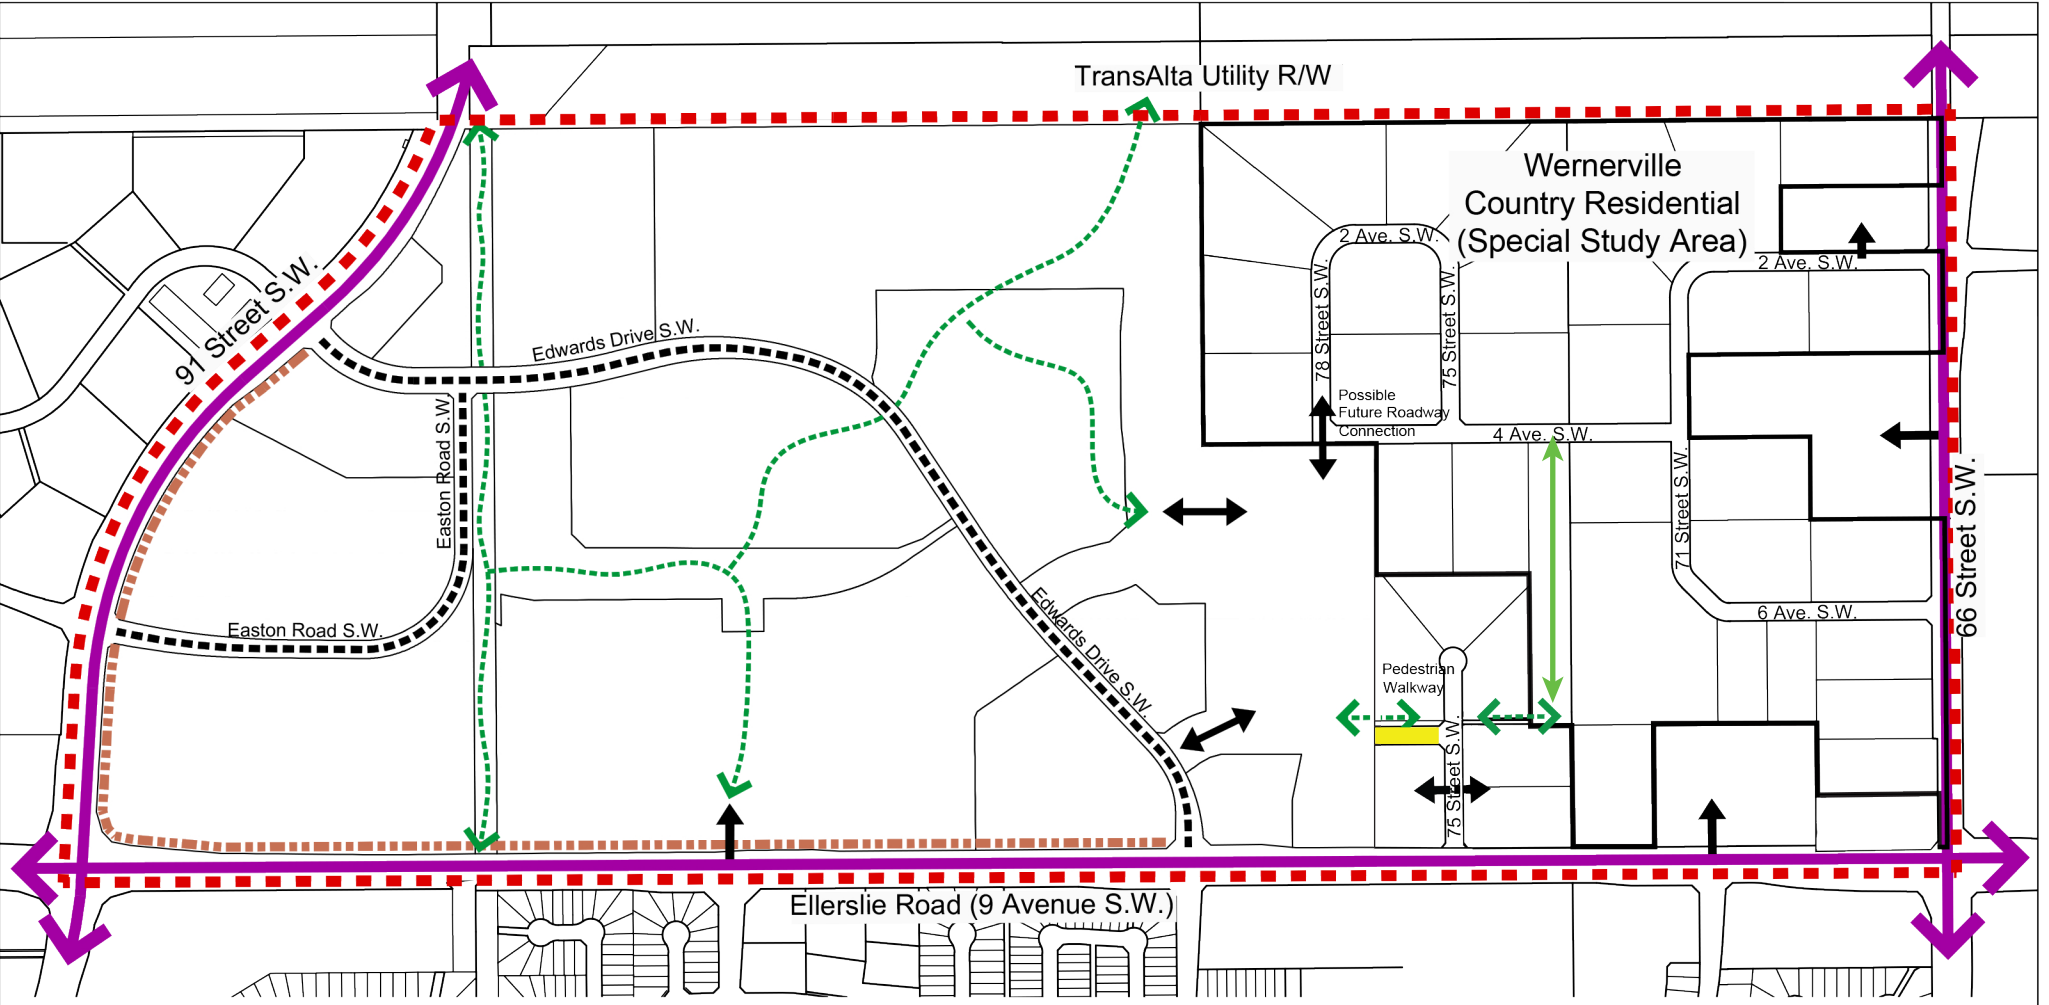 TransAlta Utility R/W
Wernerville
Country Residential
(Special Study Area)
2 Ave. S.W.
2 Ave. S.W.
91 Street S.W.
78 Street S.W.
75 Street S.W.
Edwards Drive S.W.
Possible
Future Roadway
Connection
4 Ave. S.W.
Easton Road S.W.
71 Street S.W.
66 Street S.W.
6 Ave. S.W.
Easton Road S.W.
Edwards Drive S.W.
Pedestrian
Walkway
75 Street S.W.
Ellerslie Road (9 Avenue S.W.)